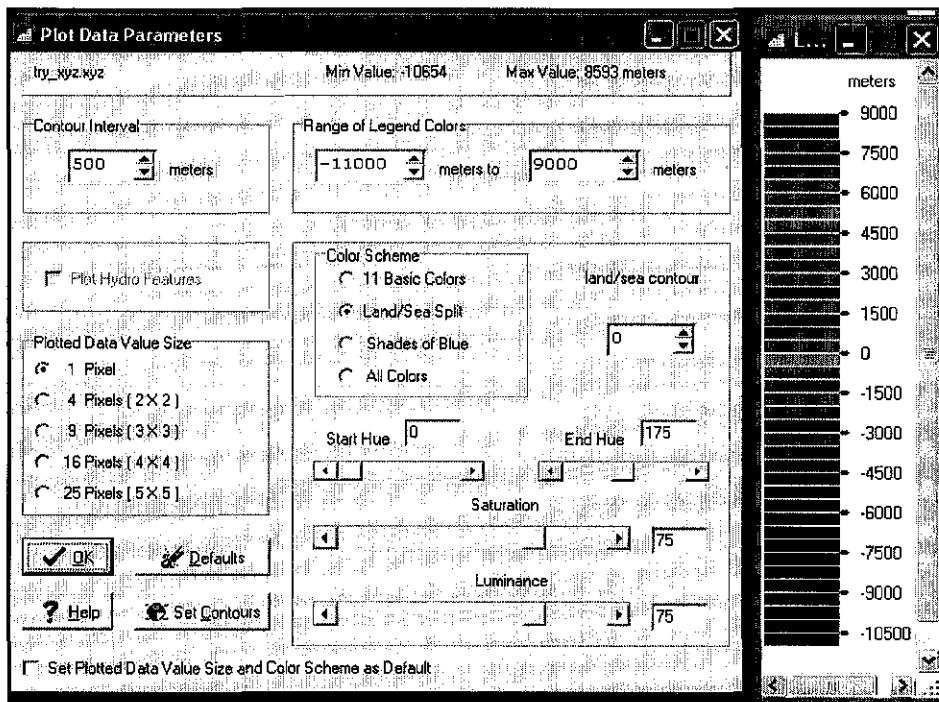 Plot Data Parameters
try_xyz.xyz Min Value: -10654 Max Value: 8593 meters
Contour Interval
500 meters
Range of Legend Colors
-11000 meters to 9000 meters
Plot Hydro Features
Color Scheme
11 Basic Colors
Land/Sea Split
Shades of Blue
All Colors
land/sea contour
0
Plotted Data Value Size
1 Pixel
4 Pixels ( 2 X 2 )
9 Pixels ( 3 X 3 )
16 Pixels ( 4 X 4 )
25 Pixels ( 5 X 5 )
Start Hue 0 End Hue 175
Saturation
75
Luminance
75
OK Defaults
? Help Set Contours
Set Plotted Data Value Size and Color Scheme as Default
L...
meters
9000
7500
6000
4500
3000
1500
0
-1500
-3000
-4500
-6000
-7500
-9000
-10500